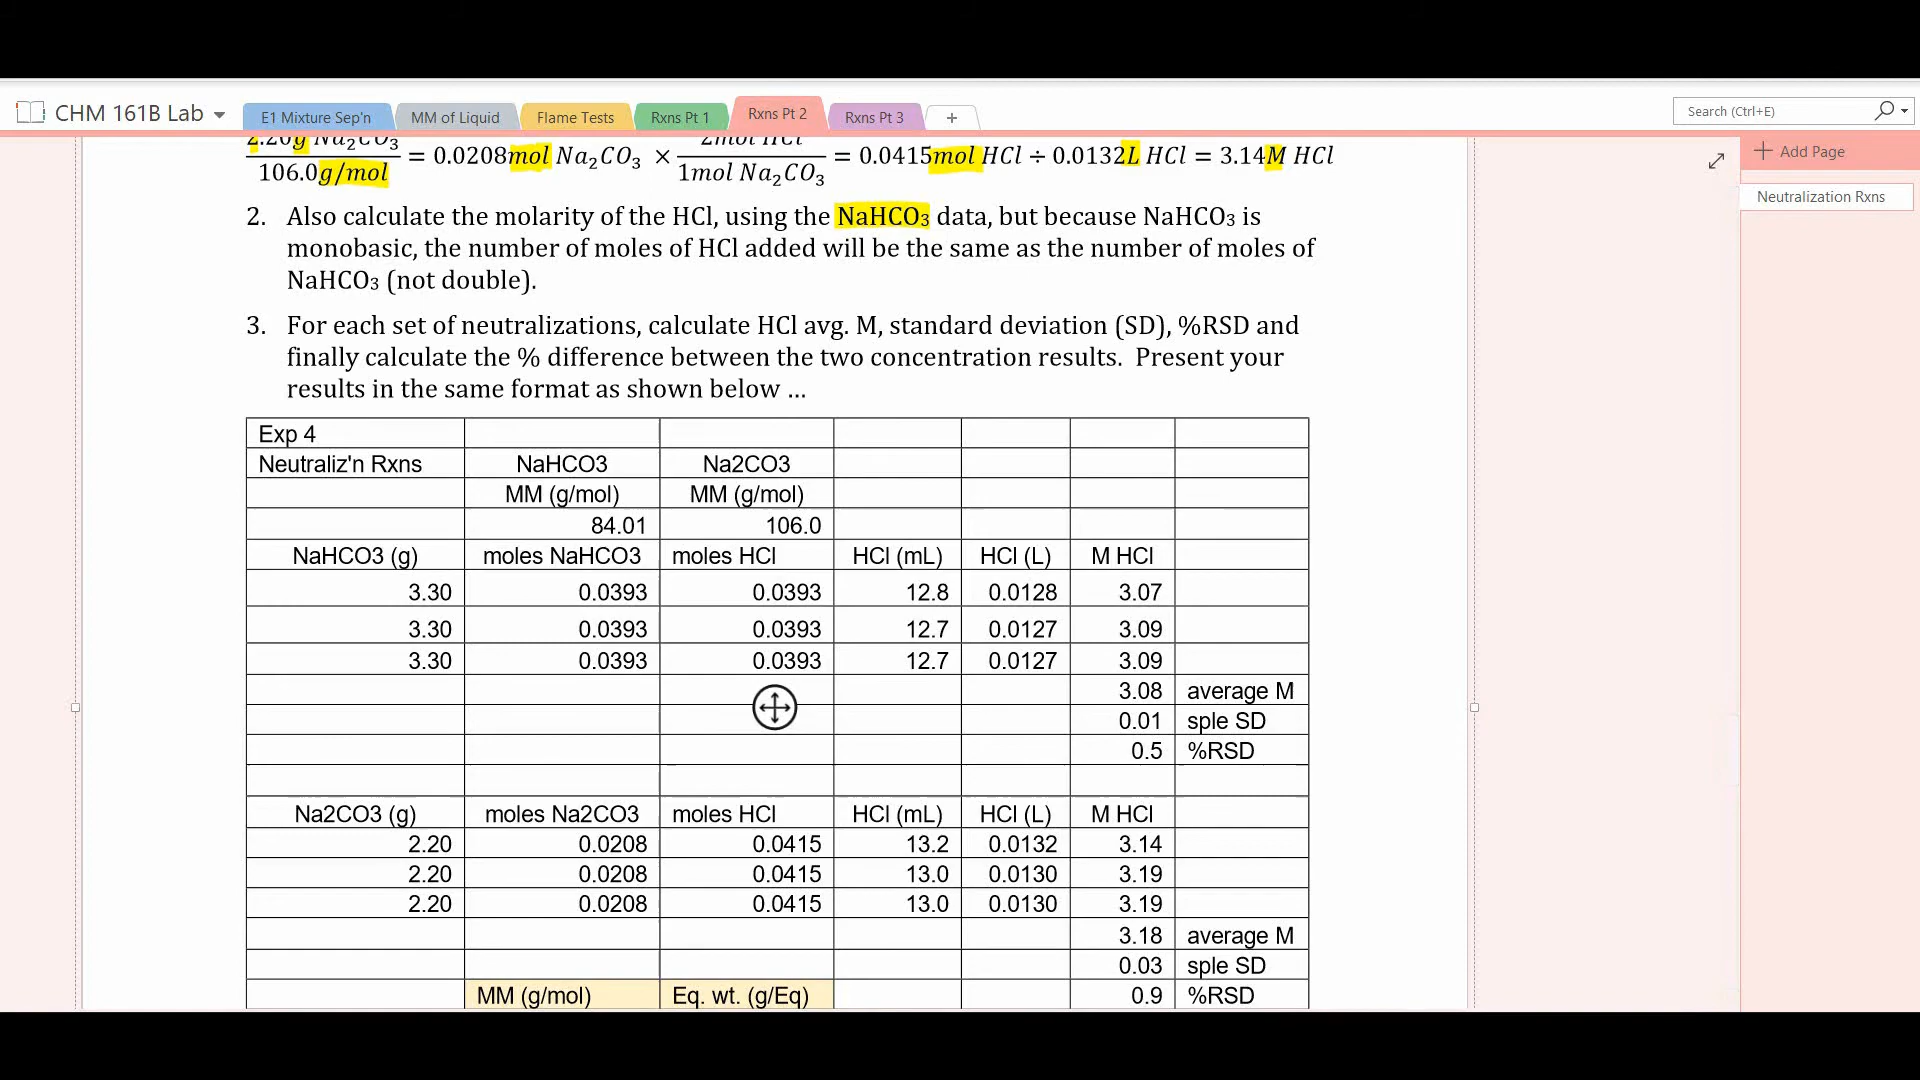 CHM 161B Lab
E1 Mixture Sep'n
MM of Liquid
Flame Tests
Rxns Pt 1
Rxns Pt 2
Rxns Pt 3
+
Search (Ctrl+E)
Add Page
Neutralization Rxns
2.20g Na₂CO₃ / 106.0g/mol = 0.0208mol Na₂CO₃ × 2mol HCl / 1mol Na₂CO₃ = 0.0415mol HCl ÷ 0.0132L HCl = 3.14M HCl
2. Also calculate the molarity of the HCl, using the NaHCO₃ data, but because NaHCO₃ is
monobasic, the number of moles of HCl added will be the same as the number of moles of
NaHCO₃ (not double).
3. For each set of neutralizations, calculate HCl avg. M, standard deviation (SD), %RSD and
finally calculate the % difference between the two concentration results. Present your
results in the same format as shown below ...
Exp 4
Neutraliz'n Rxns NaHCO3 Na2CO3
MM (g/mol) MM (g/mol)
84.01 106.0
NaHCO3 (g) moles NaHCO3 moles HCl HCl (mL) HCl (L) M HCl
3.30 0.0393 0.0393 12.8 0.0128 3.07
3.30 0.0393 0.0393 12.7 0.0127 3.09
3.30 0.0393 0.0393 12.7 0.0127 3.09
3.08 average M
0.01 sple SD
0.5 %RSD
Na2CO3 (g) moles Na2CO3 moles HCl HCl (mL) HCl (L) M HCl
2.20 0.0208 0.0415 13.2 0.0132 3.14
2.20 0.0208 0.0415 13.0 0.0130 3.19
2.20 0.0208 0.0415 13.0 0.0130 3.19
3.18 average M
0.03 sple SD
MM (g/mol) Eq. wt. (g/Eq) 0.9 %RSD